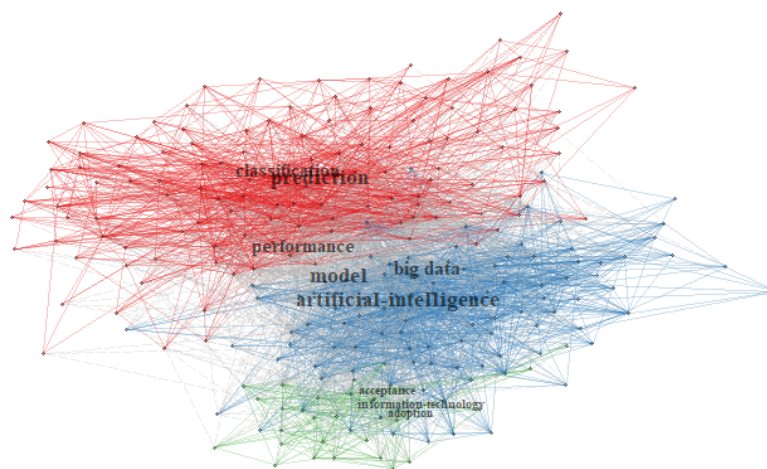 classification
prediction
performance
big data
model
artificial-intelligence
acceptance
information-technology
adoption